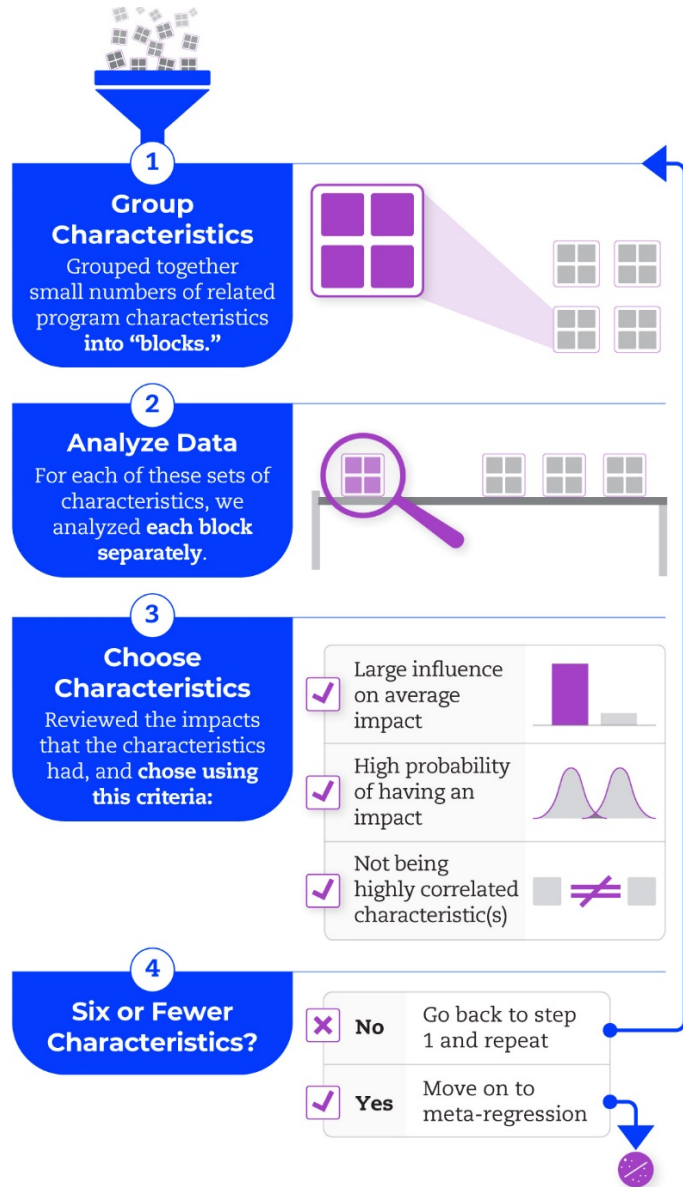 1
Group
Characteristics
Grouped together
small numbers of related
program characteristics
into “blocks.”
2
Analyze Data
For each of these sets of
characteristics, we
analyzed each block
separately.
3
Choose
Characteristics
Reviewed the impacts
that the characteristics
had, and chose using
this criteria:
Large influence
on average
impact
High probability
of having an
impact
Not being
highly correlated
characteristic(s)
4
Six or Fewer
Characteristics?
No
Go back to step
1 and repeat
Yes
Move on to
meta-regression